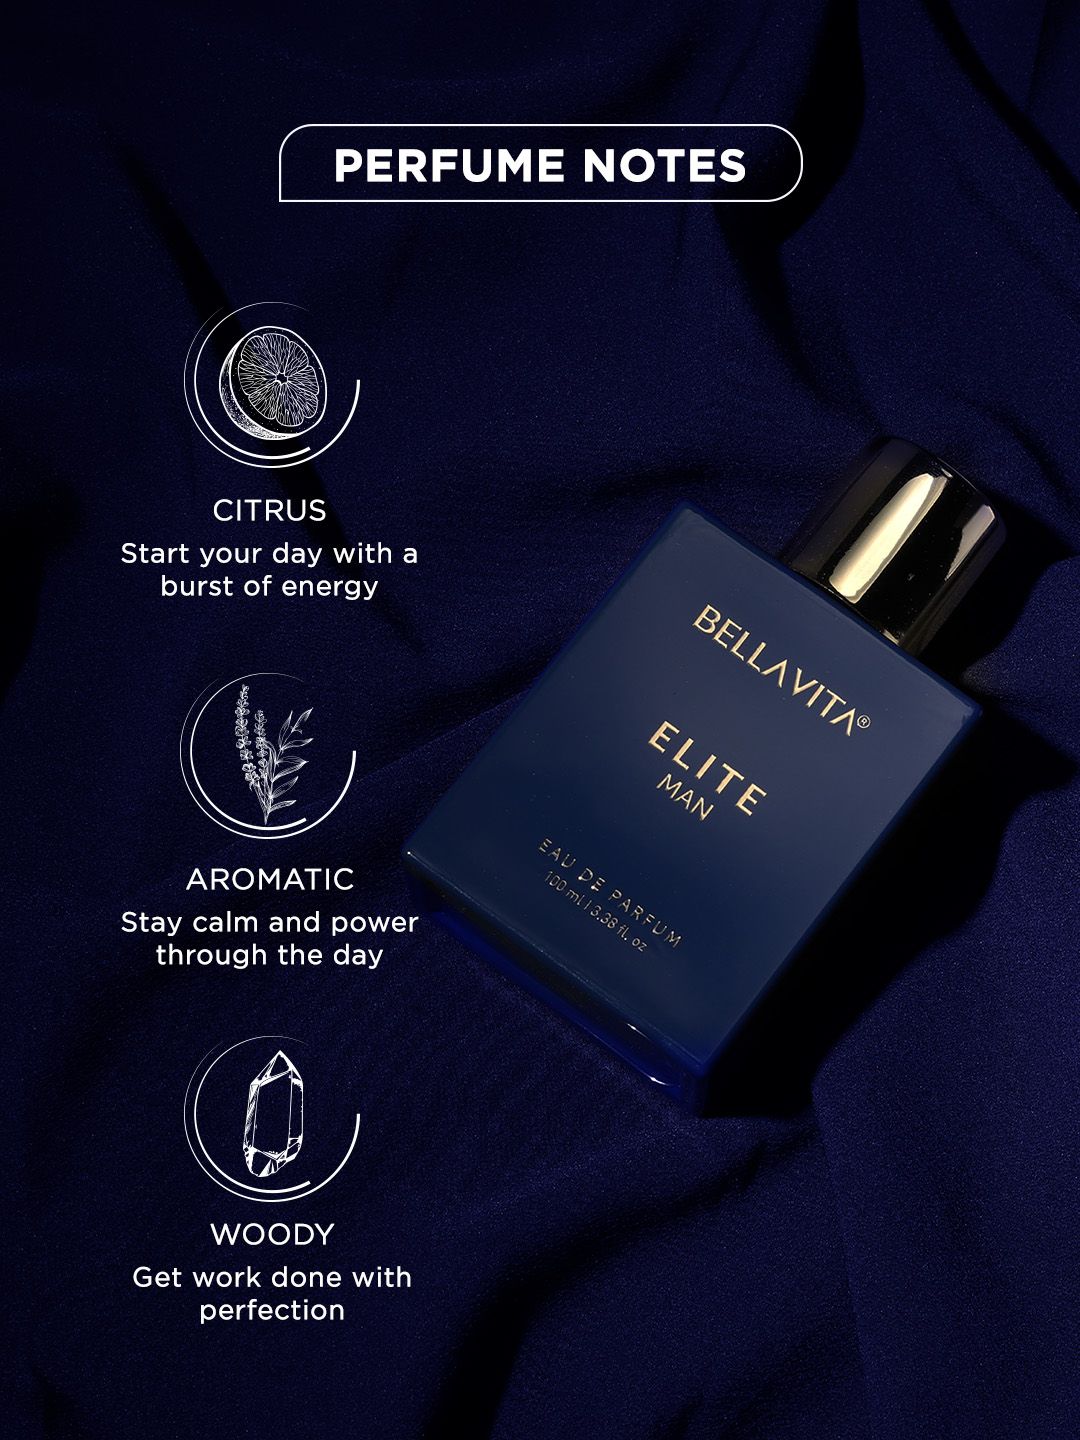 PERFUME NOTES
CITRUS
Start your day with a
burst of energy
AROMATIC
Stay calm and power
through the day
WOODY
Get work done with
perfection
BELLAVITA®
ELITE
MAN
EAU DE PARFUM
100 ml | 3.38 fl. oz